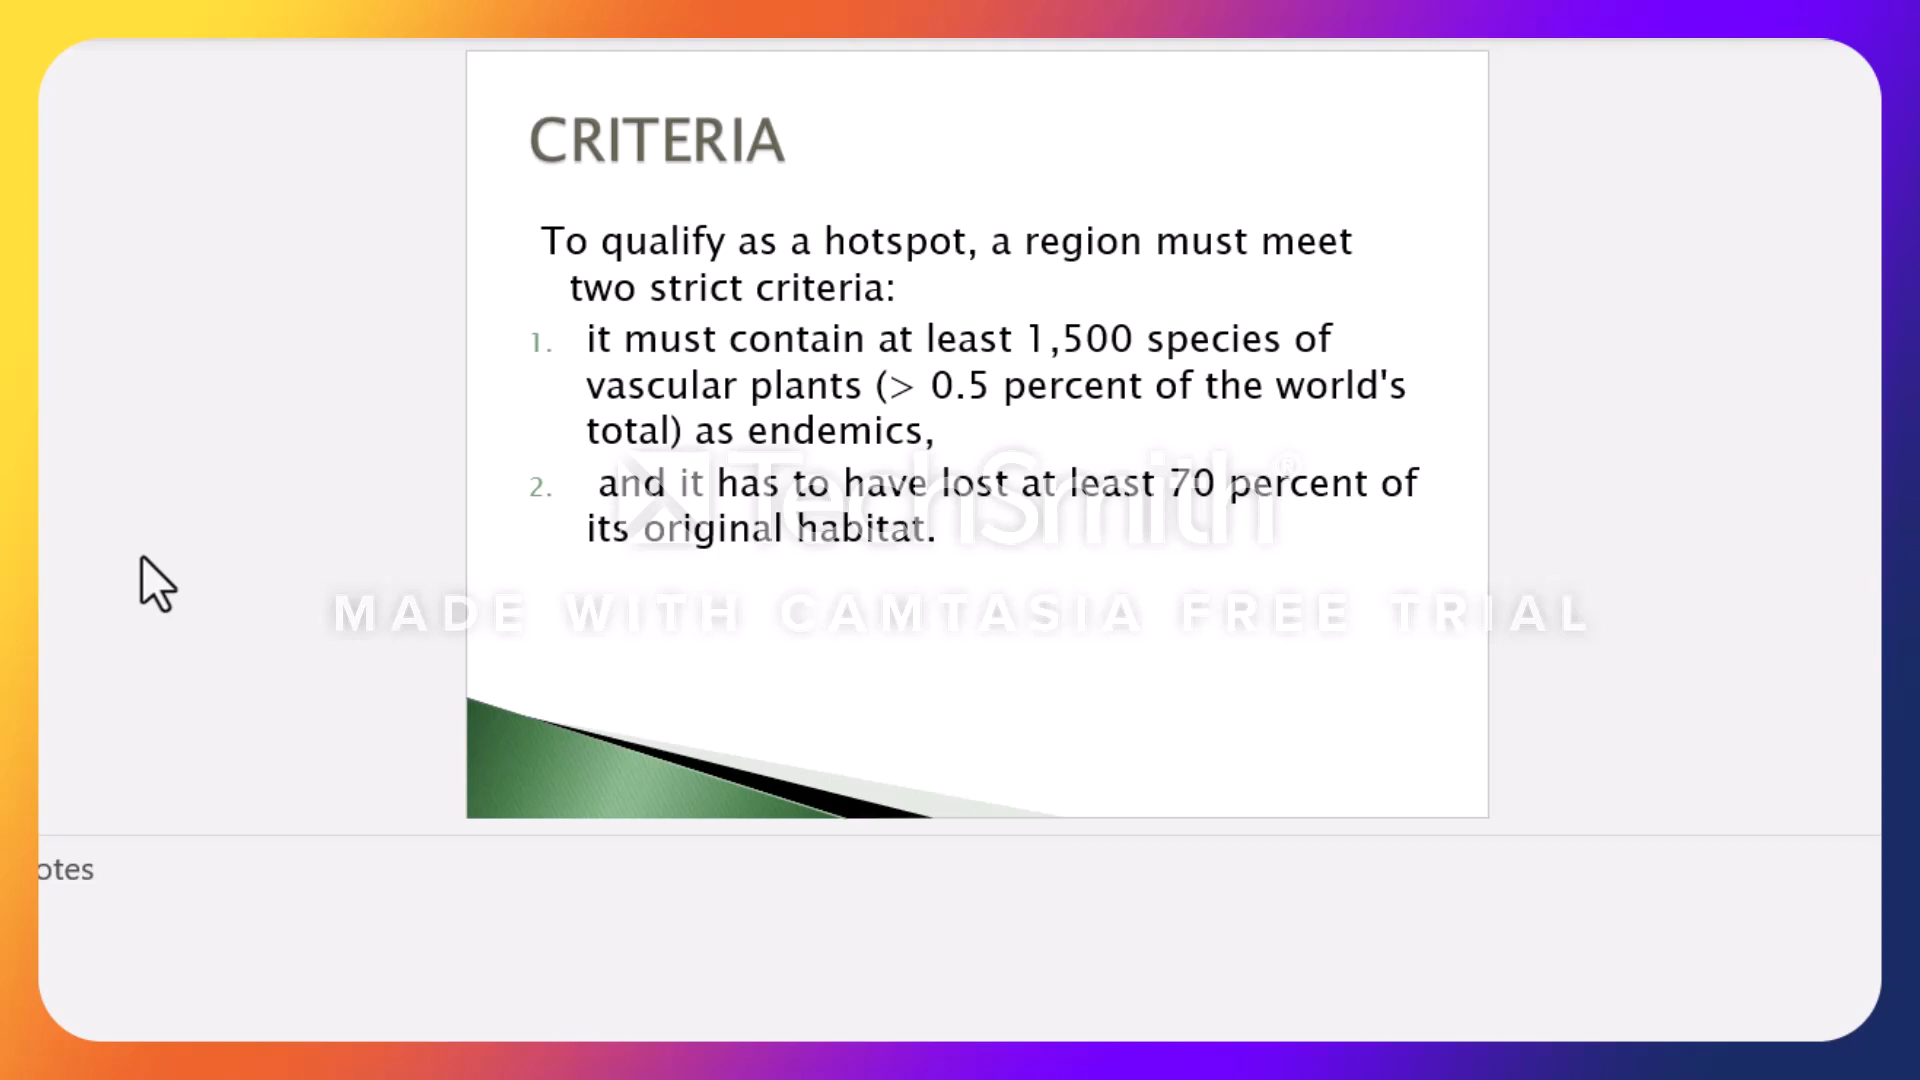 CRITERIA
To qualify as a hotspot, a region must meet
two strict criteria:
1. it must contain at least 1,500 species of
vascular plants (> 0.5 percent of the world's
total) as endemics,
2. and it has to have lost at least 70 percent of
its original habitat.
TechSmith®
MADE WITH CAMTASIA FREE TRIAL
otes